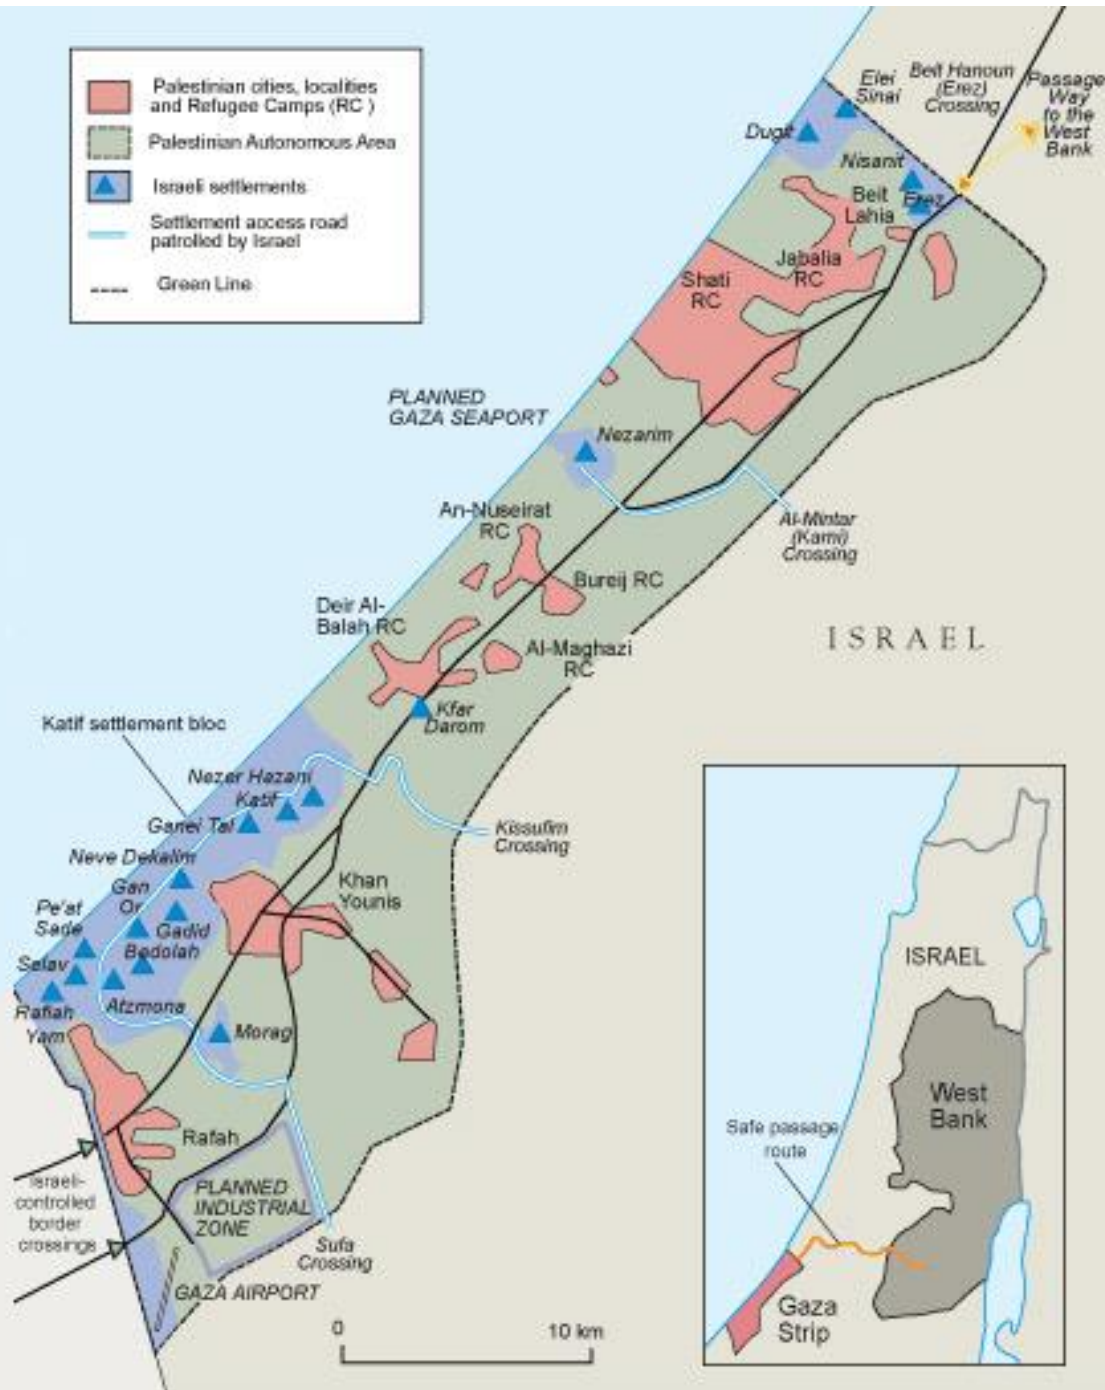 Palestinian cities, localities
and Refugee Camps (RC )
Palestinian Autonomous Area
Israeli settlements
Settlement access road
patrolled by Israel
Green Line
Elei
Sinai
Beit Hanoun
(Erez)
Crossing
Passage
Way
to the
West
Bank
Dugit
Nisanit
Erez
Beit
Lahia
Jabalia
RC
Shati
RC
PLANNED
GAZA SEAPORT
Nezarim
An-Nuseirat
RC
Al-Mintar
(Karni)
Crossing
Bureij RC
Deir Al-
Balah RC
Al-Maghazi
RC
ISRAEL
Kfar
Darom
Katif settlement bloc
Nezer Hazani
Katif
Ganei Tal
Kissufim
Crossing
Neve Dekalim
Gan
Or
Khan
Younis
Pe'at
Sade
Gadid
Bedolah
Selav
Atzmona
Rafiah
Yam
Morag
Rafah
Israeli-
controlled
border
crossings
PLANNED
INDUSTRIAL
ZONE
Sufa
Crossing
GAZA AIRPORT
0
10 km
ISRAEL
West
Bank
Safe passage
route
Gaza
Strip